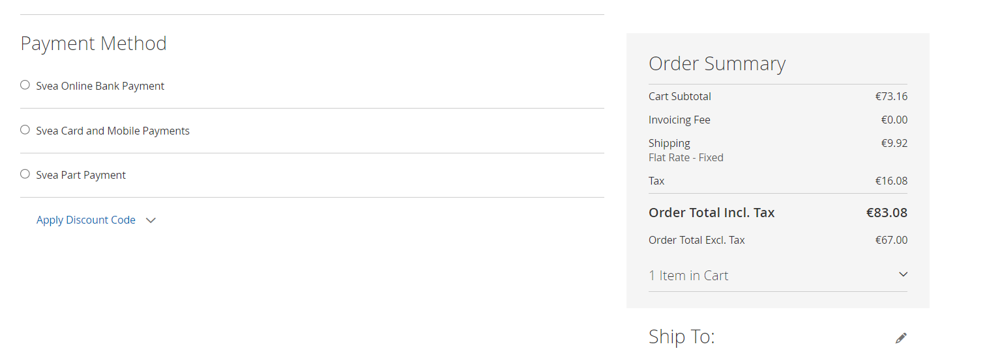 Payment Method
Svea Online Bank Payment
Svea Card and Mobile Payments
Svea Part Payment
Apply Discount Code
Order Summary
Cart Subtotal €73.16
Invoicing Fee €0.00
Shipping €9.92
Flat Rate - Fixed
Tax €16.08
Order Total Incl. Tax €83.08
Order Total Excl. Tax €67.00
1 Item in Cart
Ship To: